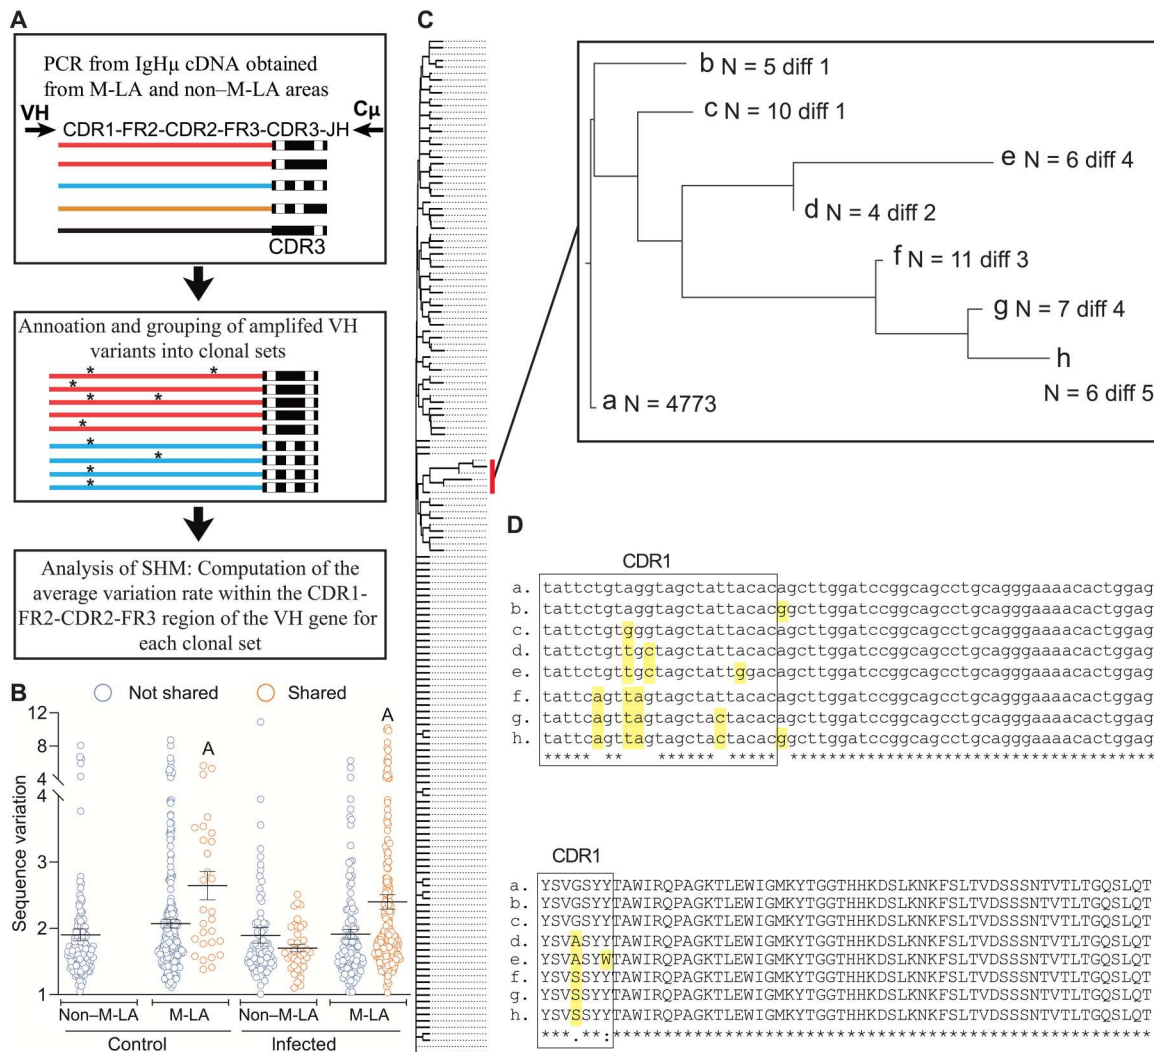 A
PCR from IgHμ cDNA obtained
from M-LA and non–M-LA areas
VH
Cμ
CDR1-FR2-CDR2-FR3-CDR3-JH
CDR3
Annoation and grouping of amplifed VH
variants into clonal sets
* *
*
* *
*
*
*
*
*
Analysis of SHM: Computation of the
average variation rate within the CDR1-
FR2-CDR2-FR3 region of the VH gene for
each clonal set
B
Not shared
Shared
Sequence variation
12
8
4
4
3
2
1
A
A
Non–M-LA
M-LA
Non–M-LA
M-LA
Control
Infected
C
b N = 5 diff 1
c N = 10 diff 1
e N = 6 diff 4
d N = 4 diff 2
f N = 11 diff 3
g N = 7 diff 4
h
N = 6 diff 5
a N = 4773
D
CDR1
a. tattctgtaggtagctattacacagcttggatccggcagcctgcagggaaaacactggag
b. tattctgtaggtagctattacacggcttggatccggcagcctgcagggaaaacactggag
c. tattctgtgggtagctattacacagcttggatccggcagcctgcagggaaaacactggag
d. tattctgttgctagctattacacagcttggatccggcagcctgcagggaaaacactggag
e. tattctgttgctagctattggacagcttggatccggcagcctgcagggaaaacactggag
f. tattcagttagtagctattacacagcttggatccggcagcctgcagggaaaacactggag
g. tattcagttagtagctactacacagcttggatccggcagcctgcagggaaaacactggag
h. tattcagttagtagctactacacggcttggatccggcagcctgcagggaaaacactggag
***** ** ****** ***** ************************************
CDR1
a. YSVGSYYTAWIRQPAGKTLEWIGMKYTGGTHHKDSLKNKFSLTVDSSSNTVTLTGQSLQT
b. YSVGSYYTAWIRQPAGKTLEWIGMKYTGGTHHKDSLKNKFSLTVDSSSNTVTLTGQSLQT
c. YSVGSYYTAWIRQPAGKTLEWIGMKYTGGTHHKDSLKNKFSLTVDSSSNTVTLTGQSLQT
d. YSVASYYTAWIRQPAGKTLEWIGMKYTGGTHHKDSLKNKFSLTVDSSSNTVTLTGQSLQT
e. YSVASYWTAWIRQPAGKTLEWIGMKYTGGTHHKDSLKNKFSLTVDSSSNTVTLTGQSLQT
f. YSVSSYYTAWIRQPAGKTLEWIGMKYTGGTHHKDSLKNKFSLTVDSSSNTVTLTGQSLQT
g. YSVSSYYTAWIRQPAGKTLEWIGMKYTGGTHHKDSLKNKFSLTVDSSSNTVTLTGQSLQT
h. YSVSSYYTAWIRQPAGKTLEWIGMKYTGGTHHKDSLKNKFSLTVDSSSNTVTLTGQSLQT
***.**:*****************************************************